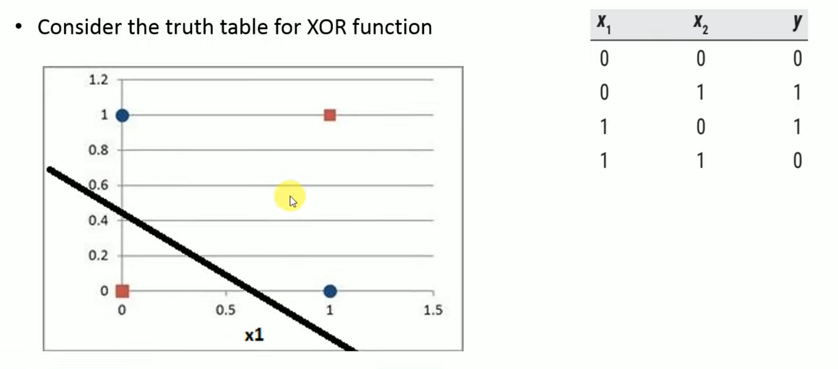 • Consider the truth table for XOR function
1.2
1
0.8
0.6
0.4
0.2
0
0 0.5 1 1.5
x1
x₁ x₂ y
0 0 0
0 1 1
1 0 1
1 1 0